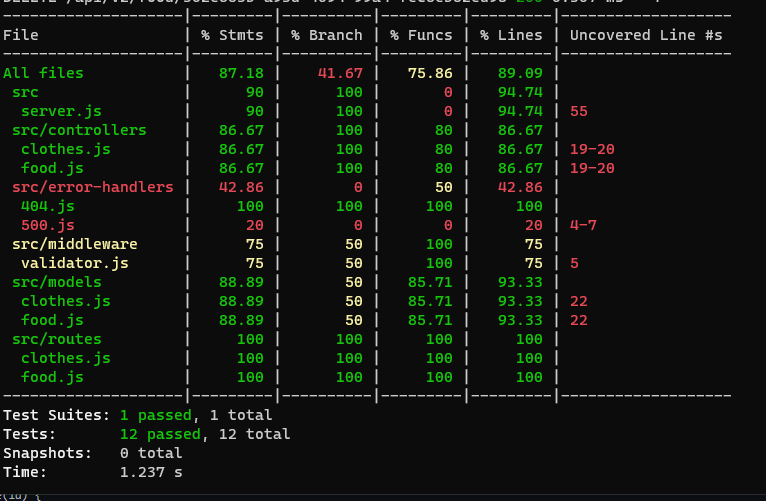 --------------------|---------|----------|---------|---------|-------------------
File                | % Stmts | % Branch | % Funcs | % Lines | Uncovered Line #s
--------------------|---------|----------|---------|---------|-------------------
All files           |   87.18 |    41.67 |   75.86 |   89.09 |
 src                |      90 |      100 |       0 |   94.74 |
  server.js         |      90 |      100 |       0 |   94.74 | 55
 src/controllers    |   86.67 |      100 |      80 |   86.67 |
  clothes.js        |   86.67 |      100 |      80 |   86.67 | 19-20
  food.js           |   86.67 |      100 |      80 |   86.67 | 19-20
 src/error-handlers |   42.86 |        0 |      50 |   42.86 |
  404.js            |     100 |      100 |     100 |     100 |
  500.js            |      20 |        0 |       0 |      20 | 4-7
 src/middleware     |      75 |       50 |     100 |      75 |
  validator.js      |      75 |       50 |     100 |      75 | 5
 src/models         |   88.89 |       50 |   85.71 |   93.33 |
  clothes.js        |   88.89 |       50 |   85.71 |   93.33 | 22
  food.js           |   88.89 |       50 |   85.71 |   93.33 | 22
 src/routes         |     100 |      100 |     100 |     100 |
  clothes.js        |     100 |      100 |     100 |     100 |
  food.js           |     100 |      100 |     100 |     100 |
--------------------|---------|----------|---------|---------|-------------------
Test Suites: 1 passed, 1 total
Tests:       12 passed, 12 total
Snapshots:   0 total
Time:        1.237 s